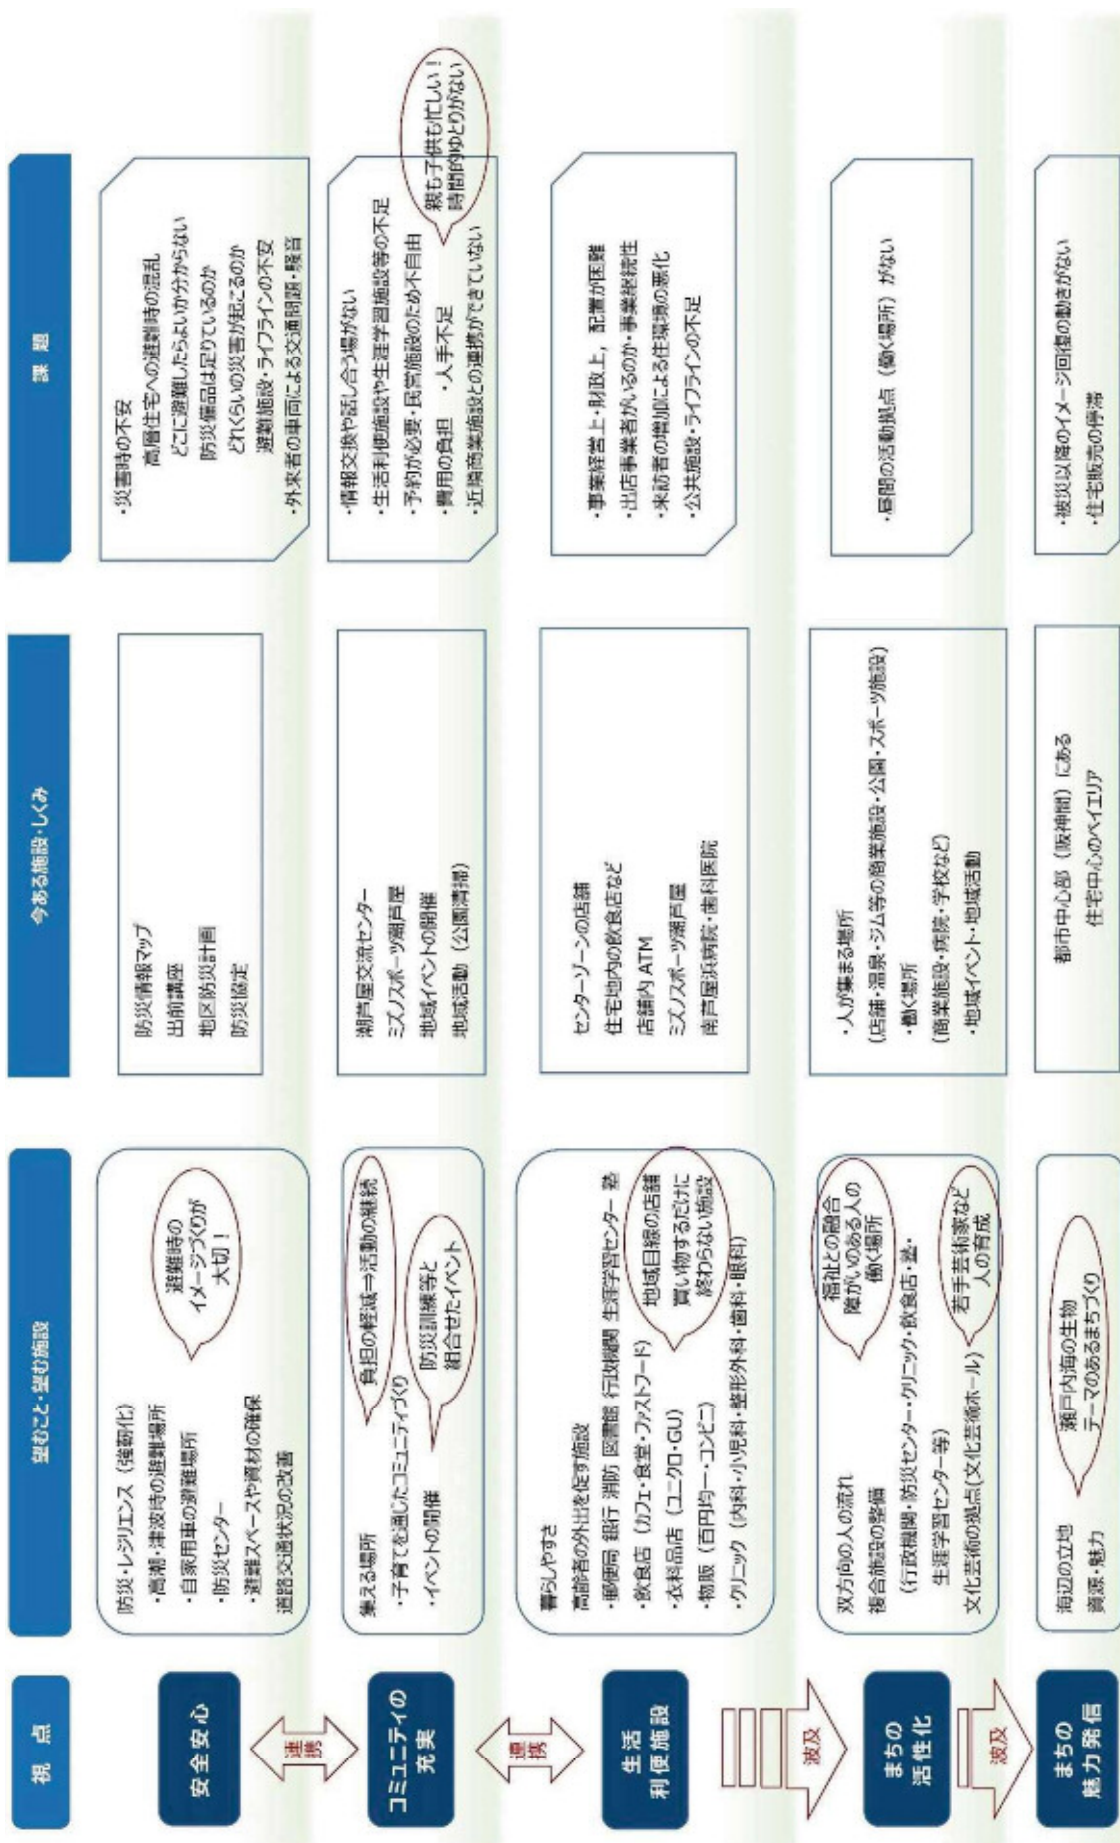 視 点
望むこと・望む施設
今ある施設・しくみ
課 題
安全安心
防災・レジリエンス（強靭化）
・高潮・津波時の避難場所
・自家用車の避難場所
・防災センター
・避難スペースや資材の確保
道路交通状況の改善
避難時の
イメージづくりが
大切！
防災情報マップ
出前講座
地区防災計画
防災協定
・災害時の不安
高層住宅への避難時の混乱
どこに避難したらよいか分からない
防災備品は足りているのか
どれくらいの災害が起こるのか
避難施設・ライフラインの不安
・外来者の車両による交通問題・騒音
連携
コミュニティの
充実
集える場所
・子育てを通じたコミュニティづくり
・イベントの開催
負担の軽減⇒活動の継続
防災訓練等と
組合せたイベント
潮芦屋交流センター
ミズノスポーツ潮芦屋
地域イベントの開催
地域活動（公園清掃）
・情報交換や話し合う場がない
・生活利便施設や生涯学習施設等の不足
・予約が必要・民営施設のため不自由
・費用の負担　・人手不足
・近隣商業施設との連携ができていない
親も子供も忙しい！
時間的ゆとりがない
連携
生活
利便施設
暮らしやすさ
高齢者の外出を促す施設
・郵便局 銀行 消防 図書館 行政機関 生涯学習センター 塾
・飲食店（カフェ・食堂・ファストフード）
・衣料品店（ユニクロ・GU）
・物販（百円均一・コンビニ）
・クリニック（内科・小児科・整形外科・歯科・眼科）
地域目線の店舗
買い物するだけに
終わらない施設
センターゾーンの店舗
住宅地内の飲食店など
店舗内 ATM
ミズノスポーツ潮芦屋
南芦屋浜病院・歯科医院
・事業経営上・財政上，配置が困難
・出店事業者がいるのか・事業継続性
・来訪者の増加による住環境の悪化
・公共施設・ライフラインの不足
波及
まちの
活性化
双方向の人の流れ
複合施設の整備
（行政機関・防災センター・クリニック・飲食店・塾・
生涯学習センター等）
文化芸術の拠点(文化芸術ホール)
福祉との融合
障がいのある人の
働く場所
若手芸術家など
人の育成
・人が集まる場所
(店舗・温泉・ジム等の商業施設・公園・スポーツ施設)
・働く場所
(商業施設・病院・学校など)
・地域イベント・地域活動
・昼間の活動拠点（働く場所）がない
波及
まちの
魅力発信
海辺の立地
資源・魅力
瀬戸内海の生物
テーマのあるまちづくり
都市中心部（阪神間）にある
住宅中心のベイエリア
・被災以降のイメージ回復の動きがない
・住宅販売の停滞